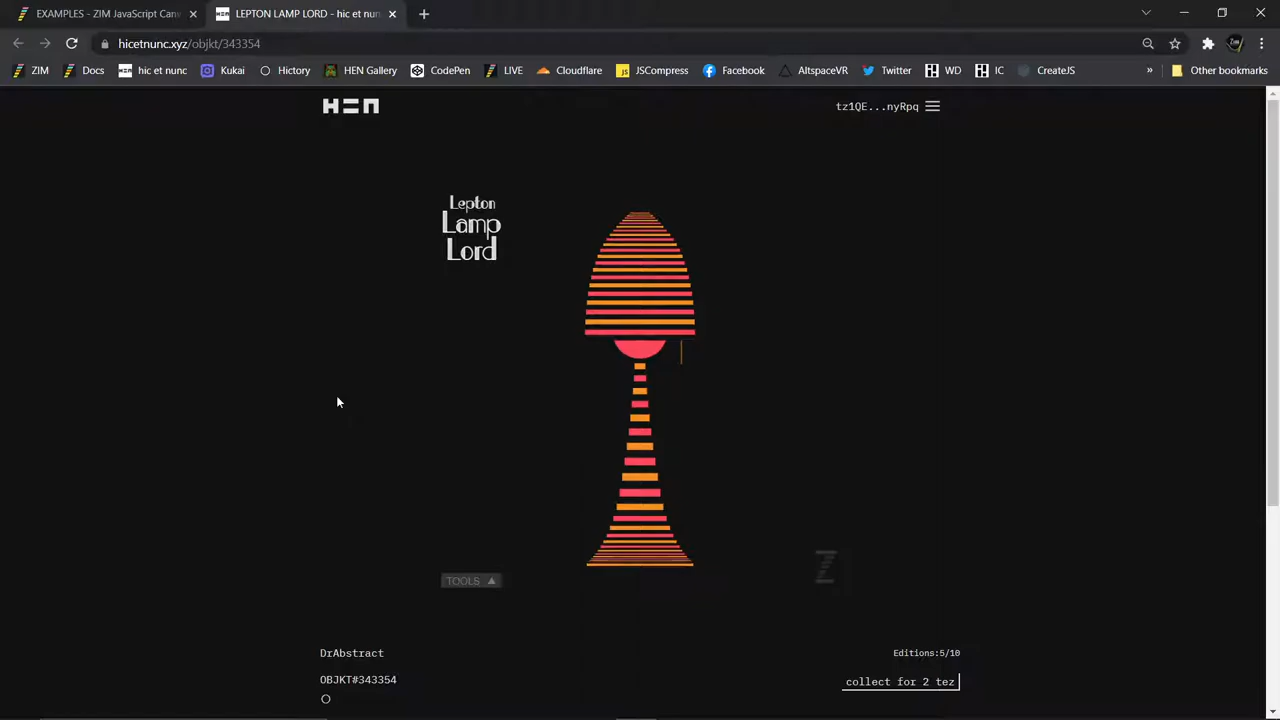 EXAMPLES - ZIM JavaScript Can
LEPTON LAMP LORD - hic et nun
hicetnunc.xyz/objkt/343354
ZIM Docs hic et nunc Kukai Hictory HEN Gallery CodePen LIVE Cloudflare JSCompress Facebook AltspaceVR Twitter WD IC CreateJS » Other bookmarks
HEN
tz1QE...nyRpq
Lepton
Lamp
Lord
TOOLS ▲
Z
DrAbstract
Editions:5/10
OBJKT#343354
collect for 2 tez